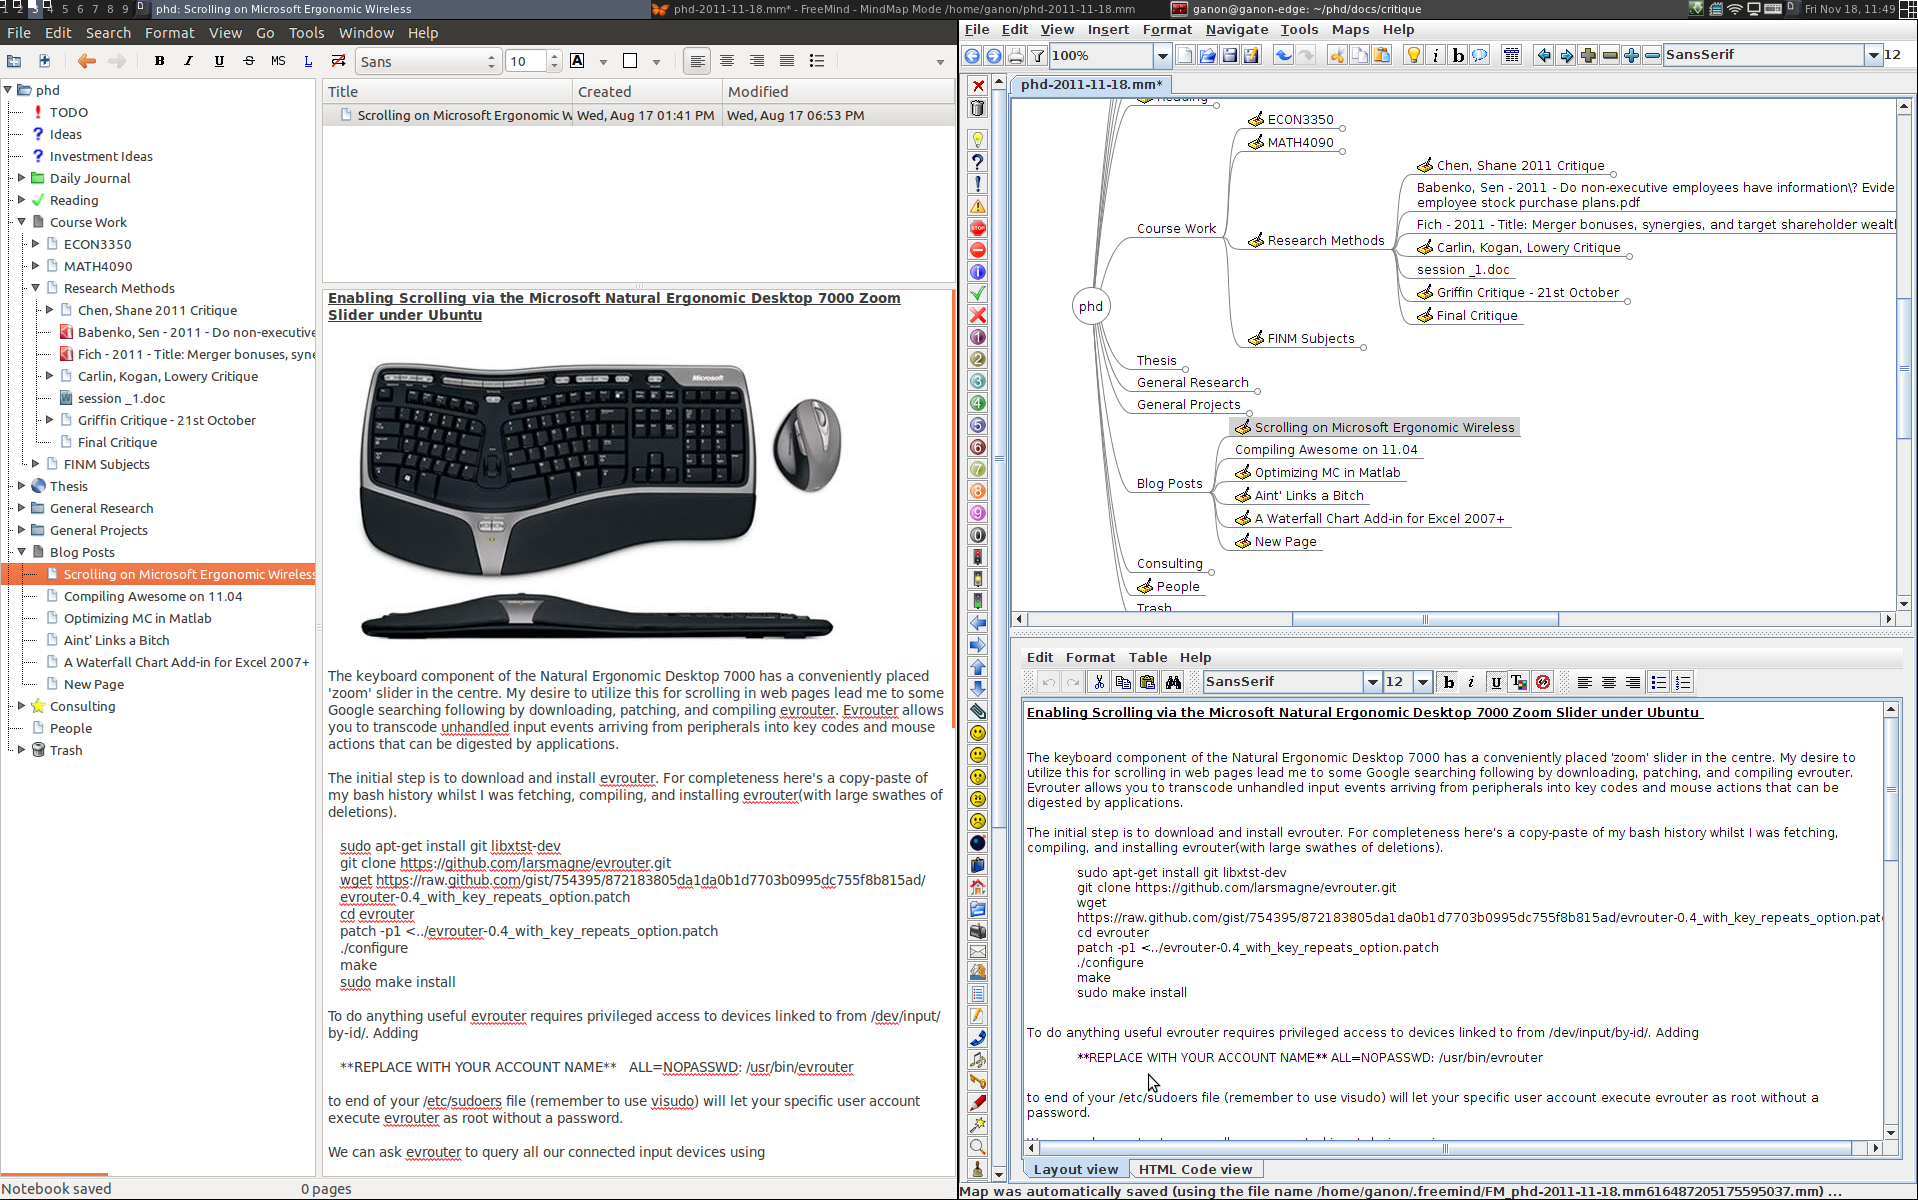 1 2 3 4 5 6 7 8 9 phd: Scrolling on Microsoft Ergonomic Wireless
phd-2011-11-18.mm* - FreeMind - MindMap Mode /home/ganon/phd-2011-11-18.mm
ganon@ganon-edge: ~/phd/docs/critique
Fri Nov 18, 11:49
File Edit Search Format View Go Tools Window Help
B I U S MS L Sans 10 A
phd
TODO
Ideas
Investment Ideas
Daily Journal
Reading
Course Work
ECON3350
MATH4090
Research Methods
Chen, Shane 2011 Critique
Babenko, Sen - 2011 - Do non-executive
Fich - 2011 - Title: Merger bonuses, syne
Carlin, Kogan, Lowery Critique
session _1.doc
Griffin Critique - 21st October
Final Critique
FINM Subjects
Thesis
General Research
General Projects
Blog Posts
Scrolling on Microsoft Ergonomic Wireless
Compiling Awesome on 11.04
Optimizing MC in Matlab
Aint' Links a Bitch
A Waterfall Chart Add-in for Excel 2007+
New Page
Consulting
People
Trash
Notebook saved
0 pages
Title Created Modified
Scrolling on Microsoft Ergonomic W Wed, Aug 17 01:41 PM Wed, Aug 17 06:53 PM
Enabling Scrolling via the Microsoft Natural Ergonomic Desktop 7000 Zoom
Slider under Ubuntu
Microsoft
The keyboard component of the Natural Ergonomic Desktop 7000 has a conveniently placed
'zoom' slider in the centre. My desire to utilize this for scrolling in web pages lead me to some
Google searching following by downloading, patching, and compiling evrouter. Evrouter allows
you to transcode unhandled input events arriving from peripherals into key codes and mouse
actions that can be digested by applications.
The initial step is to download and install evrouter. For completeness here's a copy-paste of
my bash history whilst I was fetching, compiling, and installing evrouter(with large swathes of
deletions).
sudo apt-get install git libxtst-dev
git clone https://github.com/larsmagne/evrouter.git
wget https://raw.github.com/gist/754395/872183805da1da0b1d7703b0995dc755f8b815ad/
evrouter-0.4_with_key_repeats_option.patch
cd evrouter
patch -p1 <../evrouter-0.4_with_key_repeats_option.patch
./configure
make
sudo make install
To do anything useful evrouter requires privileged access to devices linked to from /dev/input/
by-id/. Adding
**REPLACE WITH YOUR ACCOUNT NAME** ALL=NOPASSWD: /usr/bin/evrouter
to end of your /etc/sudoers file (remember to use visudo) will let your specific user account
execute evrouter as root without a password.
We can ask evrouter to query all our connected input devices using
File Edit View Insert Format Navigate Tools Maps Help
100% i b SansSerif 12
phd-2011-11-18.mm*
Reading
ECON3350
MATH4090
Chen, Shane 2011 Critique
Babenko, Sen - 2011 - Do non-executive employees have information\? Evide
employee stock purchase plans.pdf
Fich - 2011 - Title: Merger bonuses, synergies, and target shareholder wealt
Course Work
Research Methods
Carlin, Kogan, Lowery Critique
session _1.doc
Griffin Critique - 21st October
Final Critique
FINM Subjects
phd
Thesis
General Research
General Projects
Scrolling on Microsoft Ergonomic Wireless
Compiling Awesome on 11.04
Optimizing MC in Matlab
Blog Posts
Aint' Links a Bitch
A Waterfall Chart Add-in for Excel 2007+
New Page
Consulting
People
Trash
Edit Format Table Help
SansSerif 12 b i U
Enabling Scrolling via the Microsoft Natural Ergonomic Desktop 7000 Zoom Slider under Ubuntu
The keyboard component of the Natural Ergonomic Desktop 7000 has a conveniently placed 'zoom' slider in the centre. My desire to
utilize this for scrolling in web pages lead me to some Google searching following by downloading, patching, and compiling evrouter.
Evrouter allows you to transcode unhandled input events arriving from peripherals into key codes and mouse actions that can be
digested by applications.
The initial step is to download and install evrouter. For completeness here's a copy-paste of my bash history whilst I was fetching,
compiling, and installing evrouter(with large swathes of deletions).
sudo apt-get install git libxtst-dev
git clone https://github.com/larsmagne/evrouter.git
wget
https://raw.github.com/gist/754395/872183805da1da0b1d7703b0995dc755f8b815ad/evrouter-0.4_with_key_repeats_option.patc
cd evrouter
patch -p1 <../evrouter-0.4_with_key_repeats_option.patch
./configure
make
sudo make install
To do anything useful evrouter requires privileged access to devices linked to from /dev/input/by-id/. Adding
**REPLACE WITH YOUR ACCOUNT NAME** ALL=NOPASSWD: /usr/bin/evrouter
to end of your /etc/sudoers file (remember to use visudo) will let your specific user account execute evrouter as root without a
password.
Layout view HTML Code view
Map was automatically saved (using the file name /home/ganon/.freemind/FM_phd-2011-11-18.mm616487205175595037.mm) ...